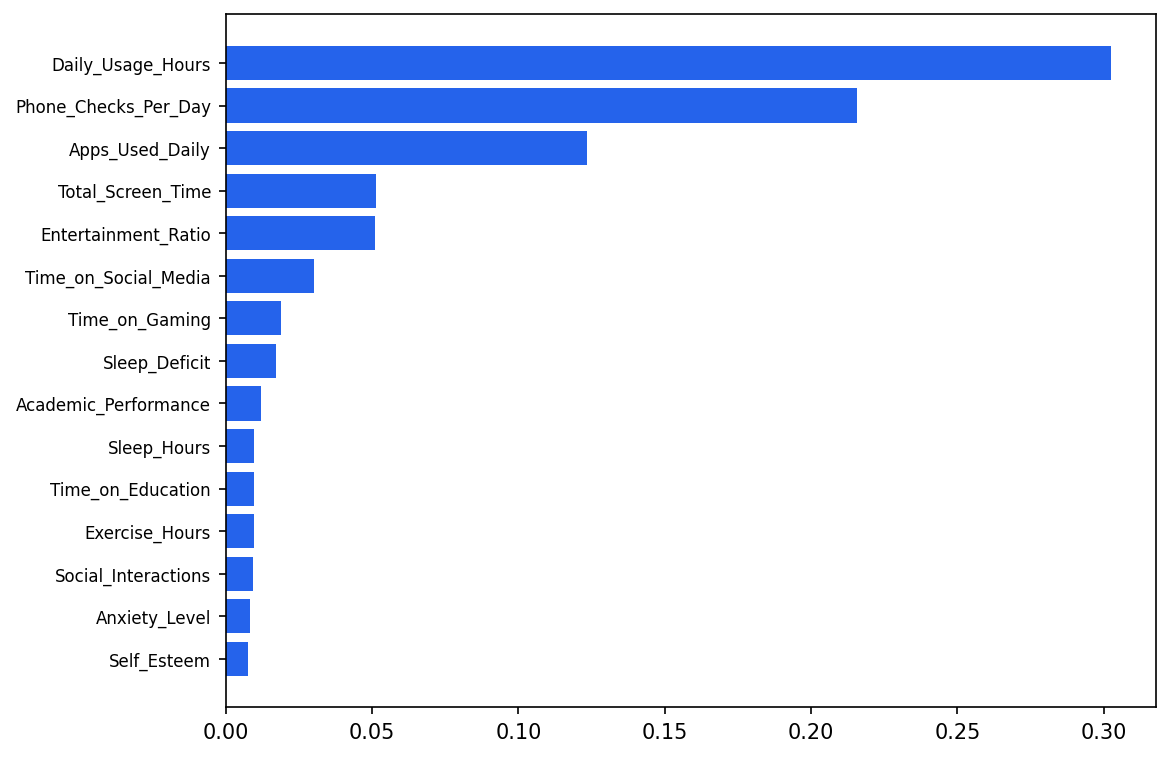 Daily_Usage_Hours
Phone_Checks_Per_Day
Apps_Used_Daily
Total_Screen_Time
Entertainment_Ratio
Time_on_Social_Media
Time_on_Gaming
Sleep_Deficit
Academic_Performance
Sleep_Hours
Time_on_Education
Exercise_Hours
Social_Interactions
Anxiety_Level
Self_Esteem
0.00 0.05 0.10 0.15 0.20 0.25 0.30